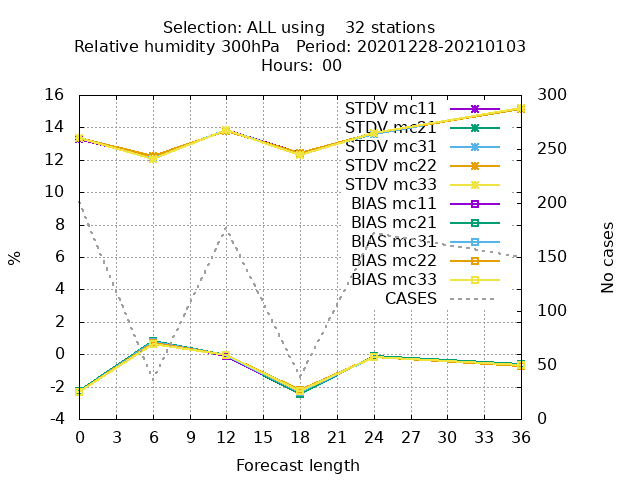 Selection: ALL using 32 stations
Relative humidity 300hPa Period: 20201228-20210103
Hours: 00
16 300
STDV mc11
14 STDV mc21
STDV mc31 250
12 STDV mc22
STDV mc33
10 BIAS mc11 200
8 BIAS mc21
BIAS mc31
6 BIAS mc22 150
BIAS mc33
4 CASES
2 100
0
-2 50
-4 0
% No cases
0 3 6 9 12 15 18 21 24 27 30 33 36
Forecast length